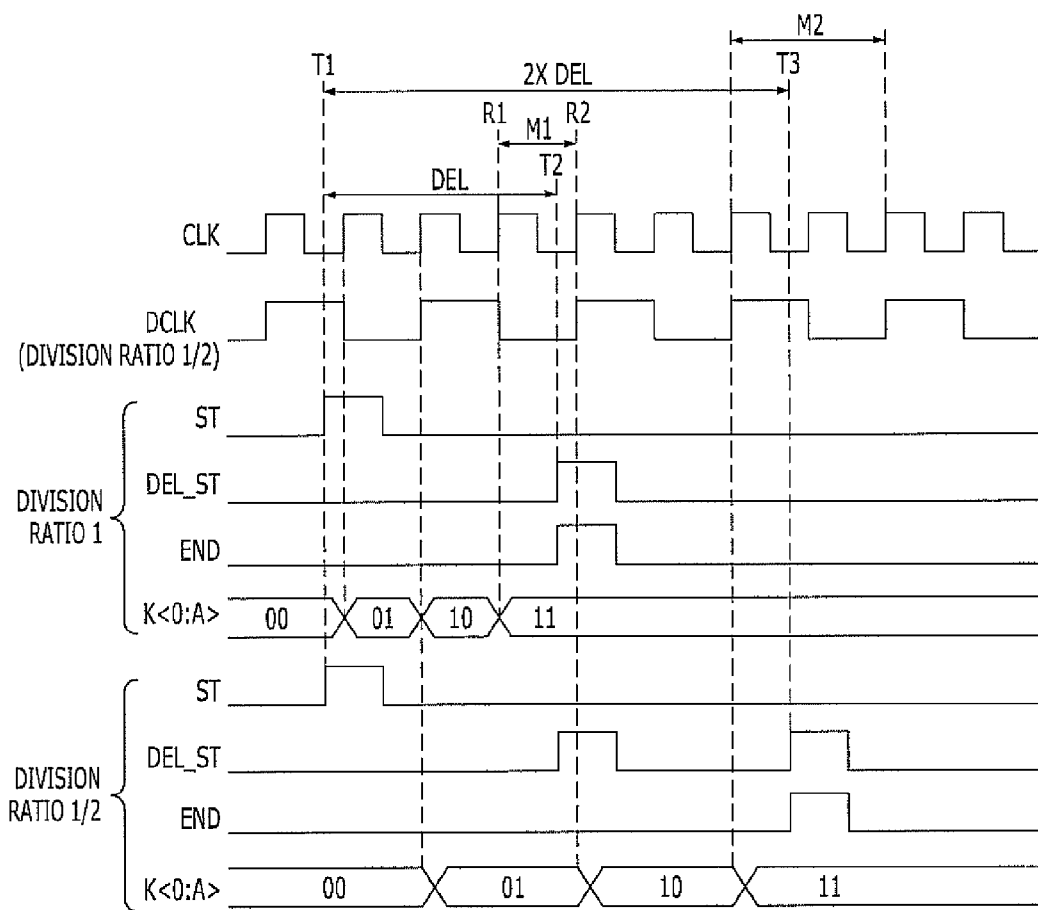 M2
T1
T3
2X DEL
R1
R2
M1
T2
DEL
CLK
DCLK
(DIVISION RATIO 1/2)
DIVISION
RATIO 1
ST
DEL_ST
END
K<0:A>
00
01
10
11
DIVISION
RATIO 1/2
ST
DEL_ST
END
K<0:A>
00
01
10
11